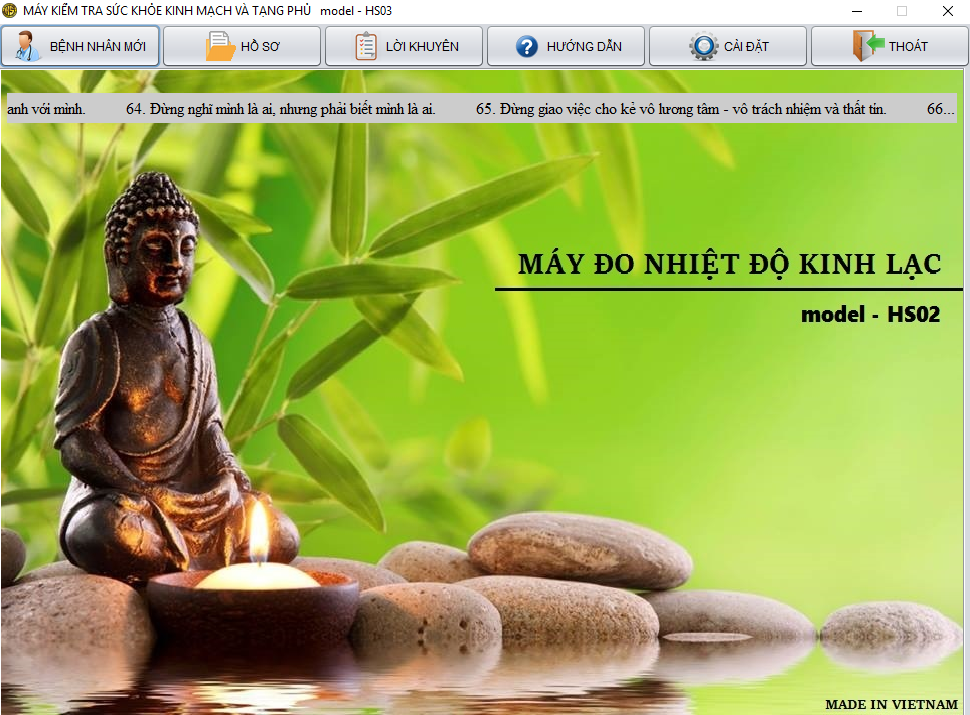 MÁY KIỂM TRA SỨC KHỎE KINH MẠCH VÀ TẠNG PHỦ model - HS03
BỆNH NHÂN MỚI
HỒ SƠ
LỜI KHUYÊN
HƯỚNG DẪN
CÀI ĐẶT
THOÁT
anh với mình. 64. Đừng nghĩ mình là ai, nhưng phải biết mình là ai. 65. Đừng giao việc cho kẻ vô lương tâm - vô trách nhiệm và thất tín. 66...
MÁY ĐO NHIỆT ĐỘ KINH LẠC
model - HS02
MADE IN VIETNAM